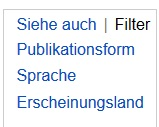 Siehe auch | Filter
Publikationsform
Sprache
Erscheinungsland